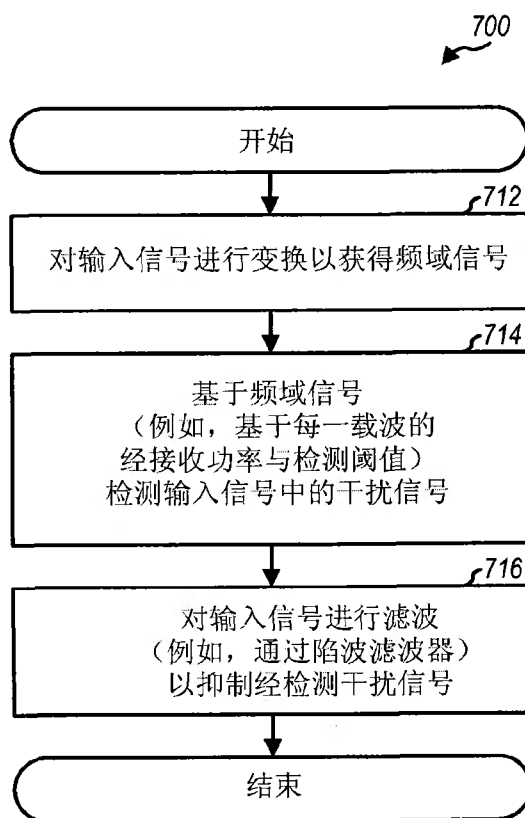 700
开始
712
对输入信号进行变换以获得频域信号
714
基于频域信号
（例如，基于每一载波的
经接收功率与检测阈值）
检测输入信号中的干扰信号
716
对输入信号进行滤波
（例如，通过陷波滤波器）
以抑制经检测干扰信号
结束